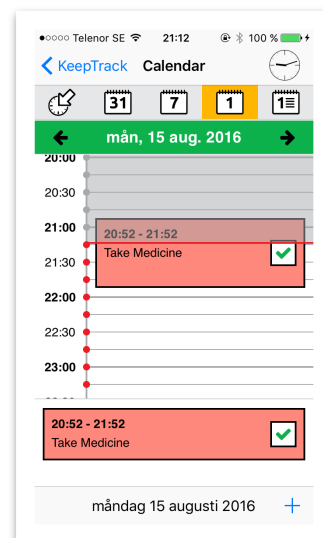 Telenor SE 21:12 100 %
KeepTrack Calendar
31 7 1 1
mån, 15 aug. 2016
20:00
20:30
21:00
20:52 - 21:52
Take Medicine
21:30
22:00
22:30
23:00
20:52 - 21:52
Take Medicine
måndag 15 augusti 2016 +